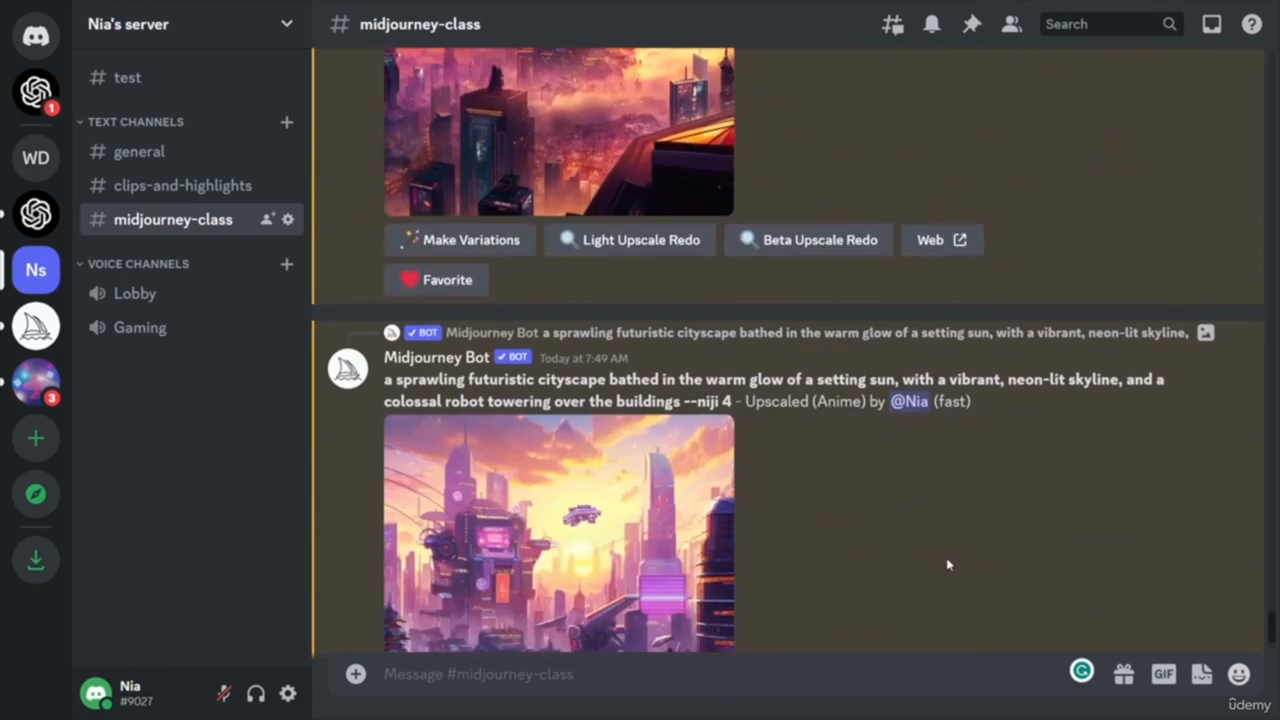 Nia's server
midjourney-class
Search
test
TEXT CHANNELS
general
clips-and-highlights
midjourney-class
VOICE CHANNELS
Lobby
Gaming
1
WD
Ns
3
Make Variations
Light Upscale Redo
Beta Upscale Redo
Web
Favorite
BOT Midjourney Bot a sprawling futuristic cityscape bathed in the warm glow of a setting sun, with a vibrant, neon-lit skyline,
Midjourney Bot BOT Today at 7:49 AM
a sprawling futuristic cityscape bathed in the warm glow of a setting sun, with a vibrant, neon-lit skyline, and a
colossal robot towering over the buildings --niji 4 - Upscaled (Anime) by @Nia (fast)
Message #midjourney-class
GIF
Nia
#9027
ûdemy